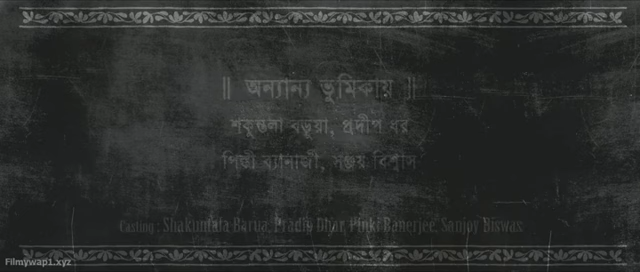 ॥ অন্যান্য ভূমিকায় ॥
শকুন্তলা বড়ুয়া, প্রদীপ ধর
পিঙ্কী ব্যানার্জী, সঞ্জয় বিশ্বাস
Casting : Shakuntala Barua, Pradip Dhar, Pinki Banerjee, Sanjoy Biswas
Filmywap1.xyz